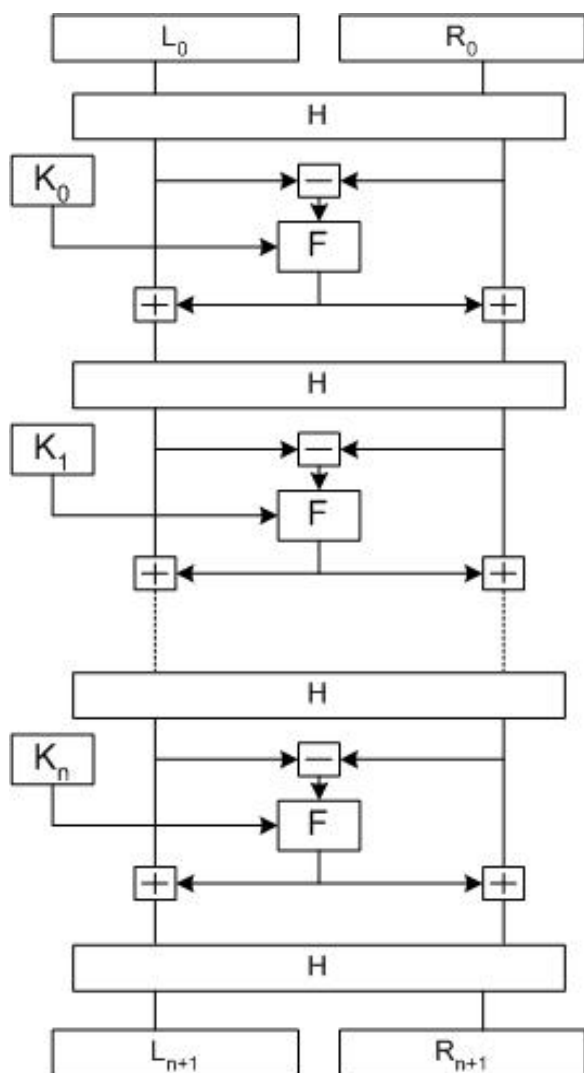 L₀ R₀
H
K₀
—
F
+ +
H
K₁
—
F
+ +
H
Kₙ
—
F
+ +
H
Lₙ₊₁ Rₙ₊₁